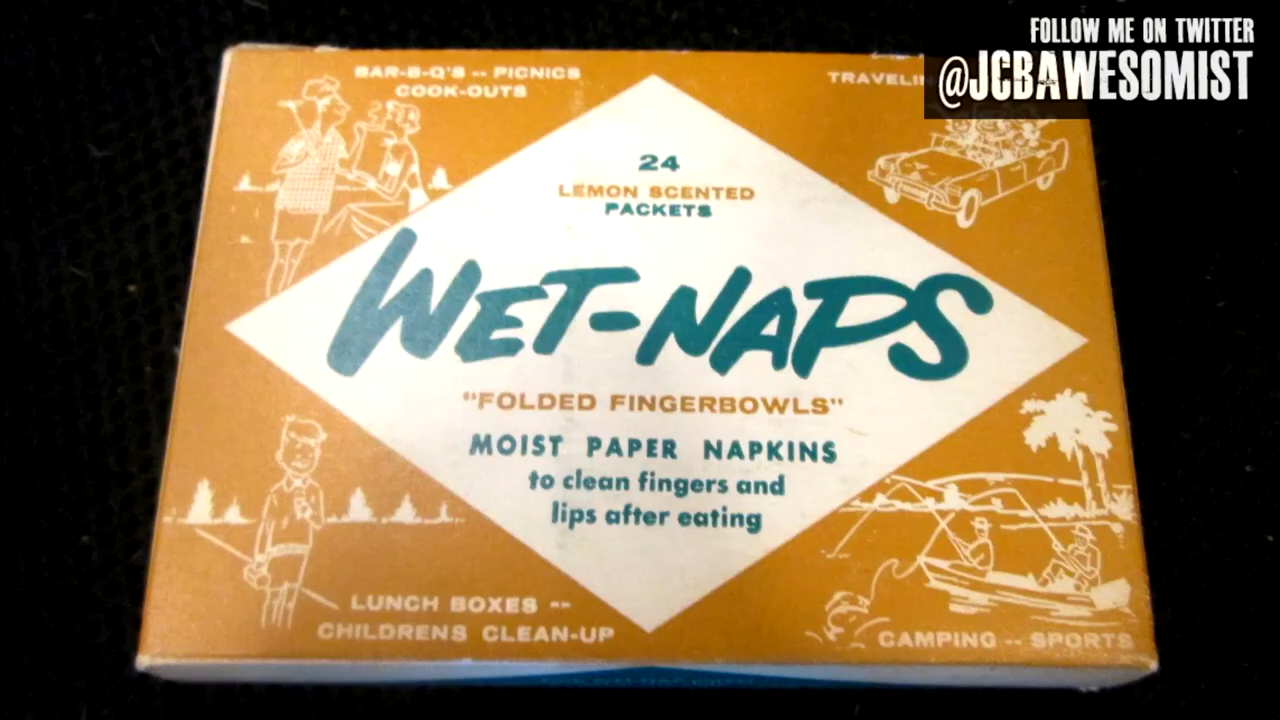 FOLLOW ME ON TWITTER
@JCBAWESOMIST
BAR-B-Q'S -- PICNICS
COOK-OUTS
24
LEMON SCENTED
PACKETS
WET-NAPS
"FOLDED FINGERBOWLS"
MOIST PAPER NAPKINS
to clean fingers and
lips after eating
LUNCH BOXES --
CHILDRENS CLEAN-UP
CAMPING -- SPORTS